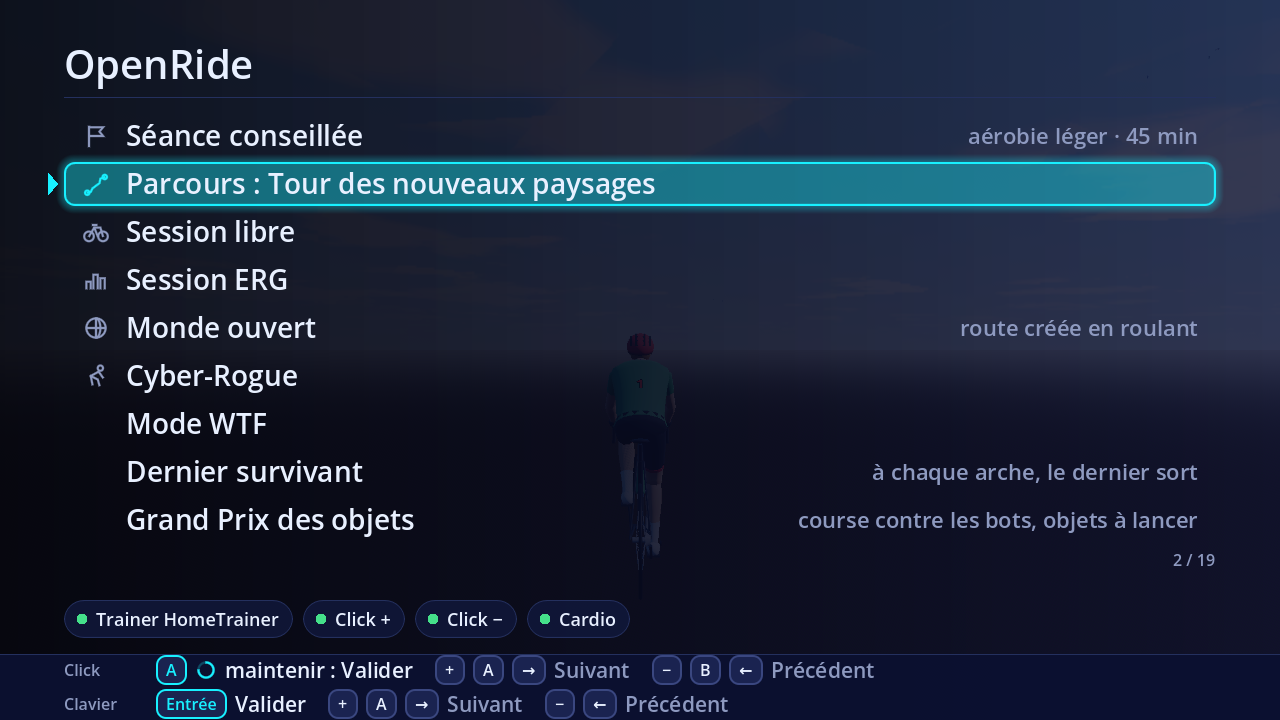 OpenRide
Séance conseillée aérobie léger · 45 min
Parcours : Tour des nouveaux paysages
Session libre
Session ERG
Monde ouvert route créée en roulant
Cyber-Rogue
Mode WTF
Dernier survivant à chaque arche, le dernier sort
Grand Prix des objets course contre les bots, objets à lancer
2 / 19
Trainer HomeTrainer Click + Click − Cardio
Click A maintenir : Valider + A → Suivant − B ← Précédent
Clavier Entrée Valider + A → Suivant − ← Précédent